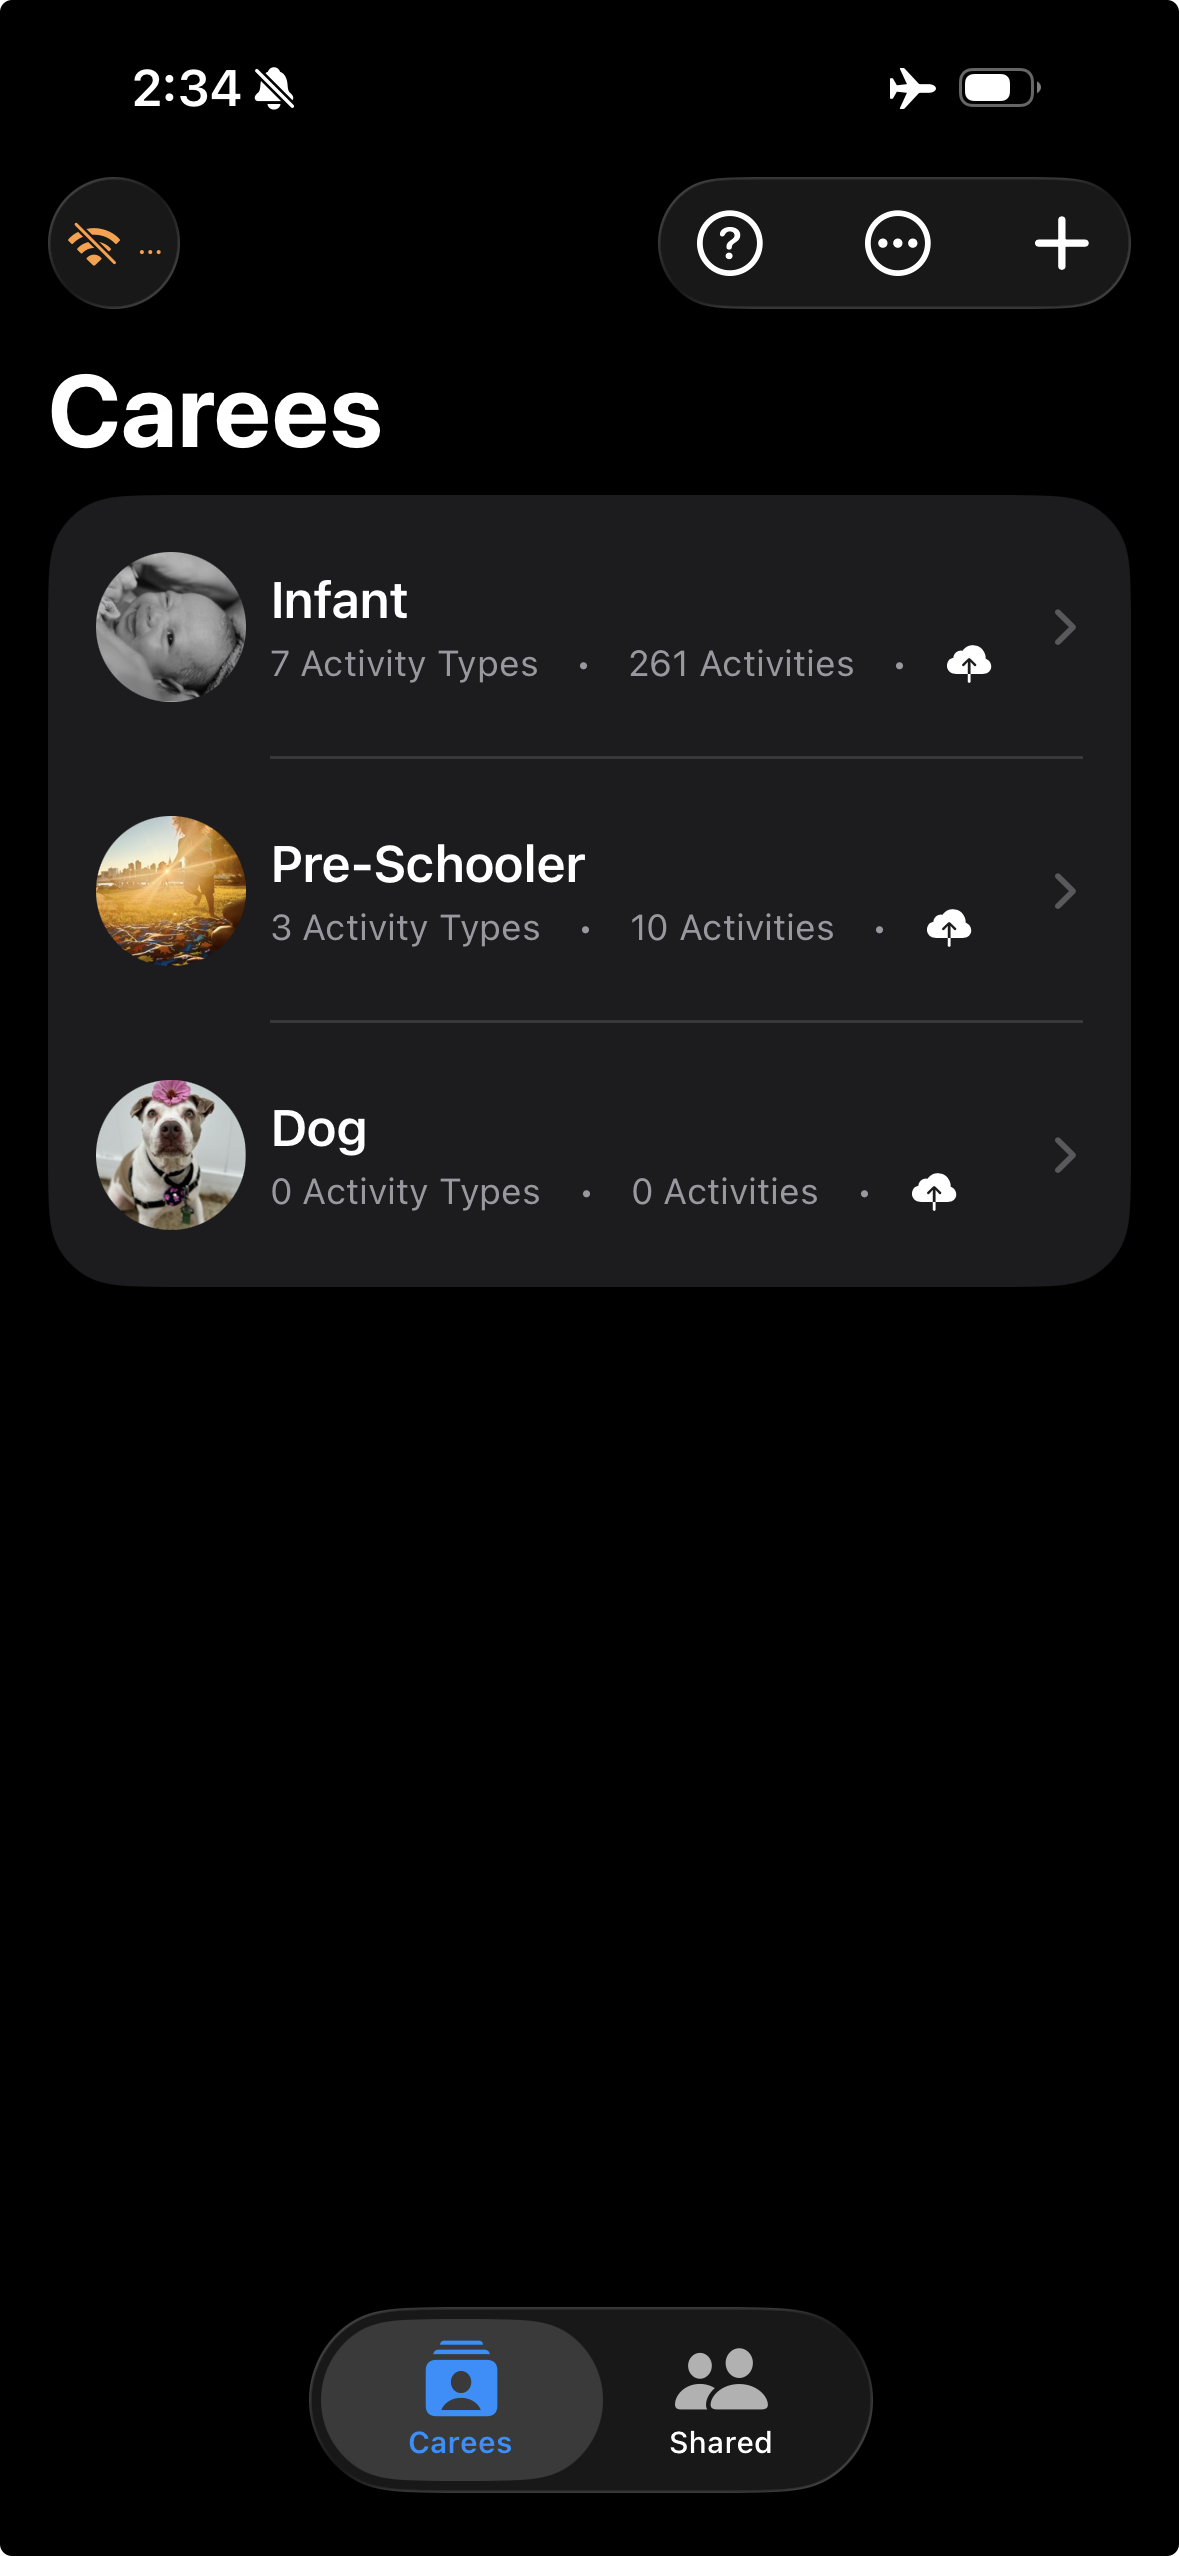 2:34
...
Carees
Infant
7 Activity Types • 261 Activities •
Pre-Schooler
3 Activity Types • 10 Activities •
Dog
0 Activity Types • 0 Activities •
Carees
Shared